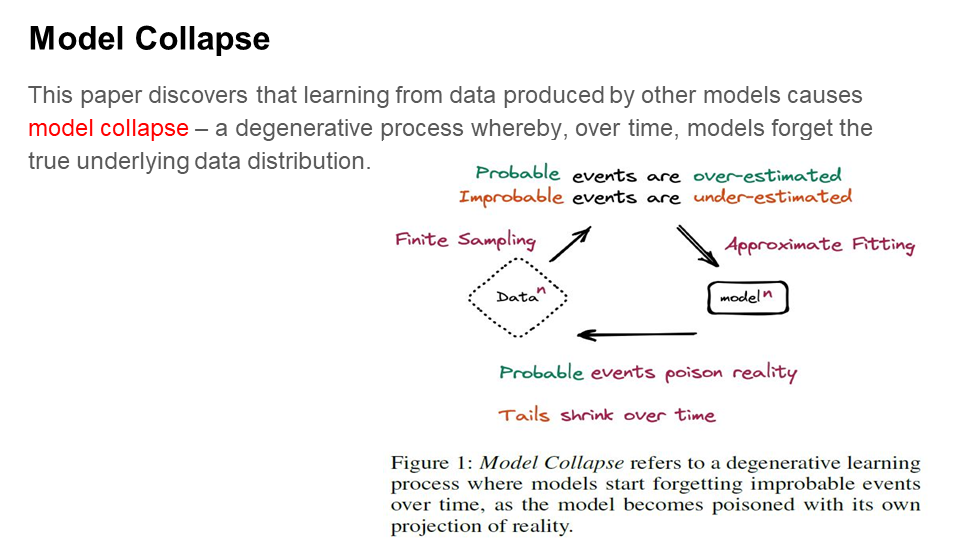 Model Collapse
This paper discovers that learning from data produced by other models causes
model collapse – a degenerative process whereby, over time, models forget the
true underlying data distribution.
Probable events are over-estimated
Improbable events are under-estimated
Finite Sampling
Approximate Fitting
Data n
model n
Probable events poison reality
Tails shrink over time
Figure 1: Model Collapse refers to a degenerative learning
process where models start forgetting improbable events
over time, as the model becomes poisoned with its own
projection of reality.